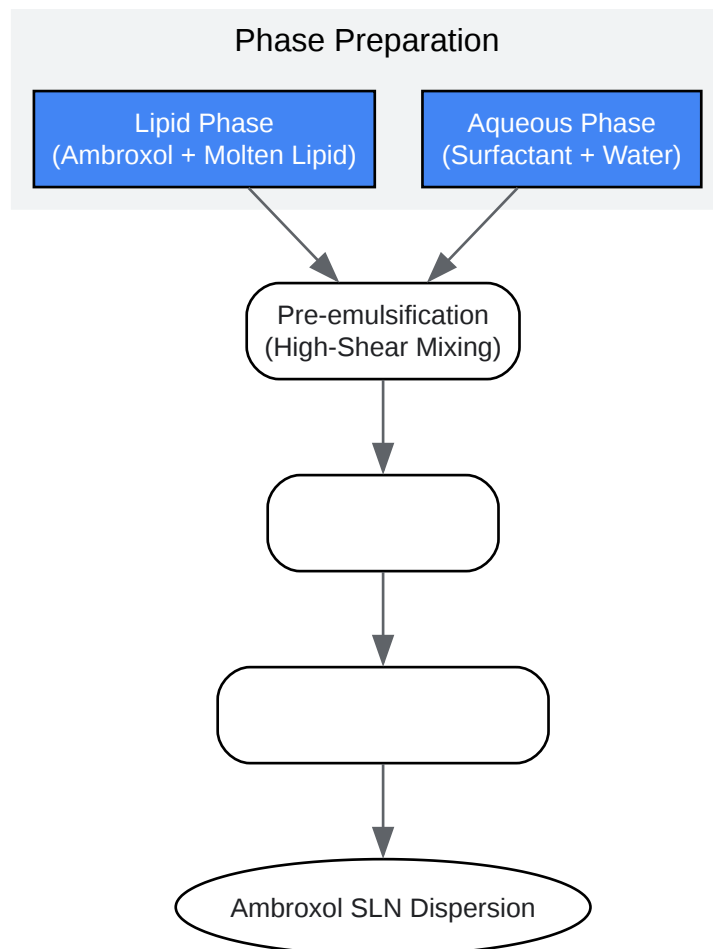 Phase Preparation
Lipid Phase
(Ambroxol + Molten Lipid)
Aqueous Phase
(Surfactant + Water)
Pre-emulsification
(High-Shear Mixing)
Ambroxol SLN Dispersion